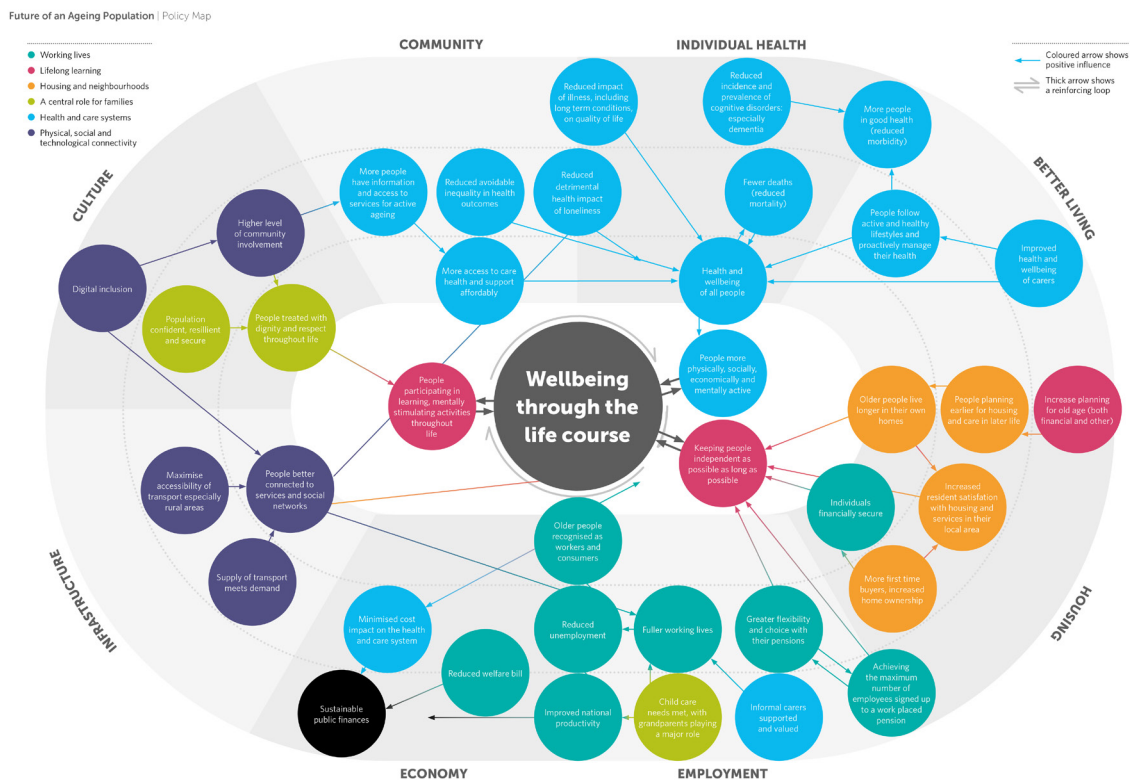 Future of an Ageing Population | Policy Map
Working lives
Lifelong learning
Housing and neighbourhoods
A central role for families
Health and care systems
Physical, social and
technological connectivity
Coloured arrow shows
positive influence
Thick arrow shows
a reinforcing loop
COMMUNITY
INDIVIDUAL HEALTH
CULTURE
BETTER LIVING
INFRASTRUCTURE
HOUSING
ECONOMY
EMPLOYMENT
Reduced impact
of illness, including
long term conditions,
on quality of life
Reduced
incidence and
prevalence of
cognitive disorders:
especially
dementia
More people
in good health
(reduced
morbidity)
More people
have information
and access to
services for active
ageing
Reduced avoidable
inequality in health
outcomes
Reduced
detrimental
health impact
of loneliness
Fewer deaths
(reduced
mortality)
People follow
active and healthy
lifestyles and
proactively manage
their health
Higher level
of community
involvement
Improved
health and
wellbeing
of carers
Digital inclusion
More access to care
health and support
affordably
Health and
wellbeing
of all people
Population
confident, resilient
and secure
People treated with
dignity and respect
throughout life
People
participating in
learning, mentally
stimulating activities
throughout
life
Wellbeing
through the
life course
People more
physically, socially,
economically and
mentally active
Older people live
longer in their own
homes
People planning
earlier for housing
and care in later life
Increase planning
for old age (both
financial and other)
Keeping people
independent as
possible as long as
possible
Maximise
accessibility of
transport especially
rural areas
People better
connected to
services and social
networks
Individuals
financially secure
Increased
resident satisfaction
with housing and
services in their
local area
Older people
recognised as
workers and
consumers
Supply of transport
meets demand
More first time
buyers, increased
home ownership
Minimised cost
impact on the health
and care system
Reduced
unemployment
Fuller working lives
Greater flexibility
and choice with
their pensions
Reduced welfare bill
Achieving
the maximum
number of
employees signed up
to a work placed
pension
Sustainable
public finances
Improved national
productivity
Child care
needs met, with
grandparents playing
a major role
Informal carers
supported
and valued